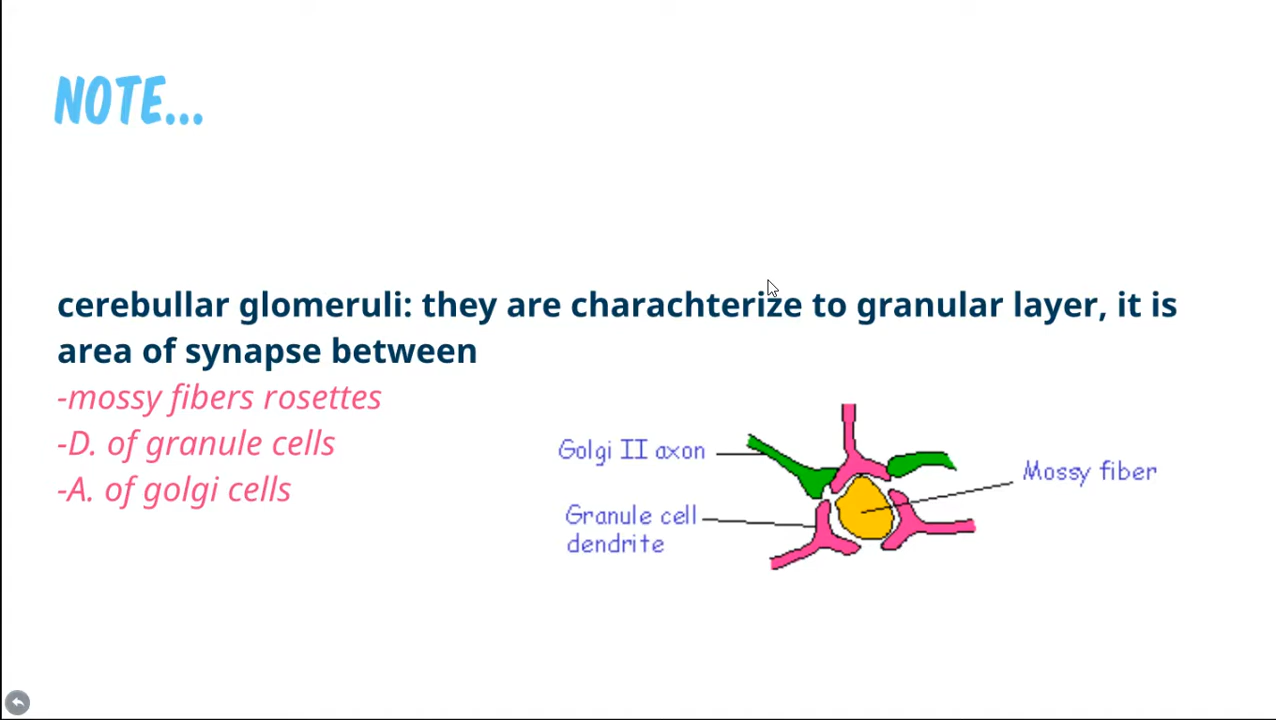 NOTE...
cerebullar glomeruli: they are charachterize to granular layer, it is
area of synapse between
-mossy fibers rosettes
-D. of granule cells
-A. of golgi cells
Golgi II axon
Mossy fiber
Granule cell
dendrite